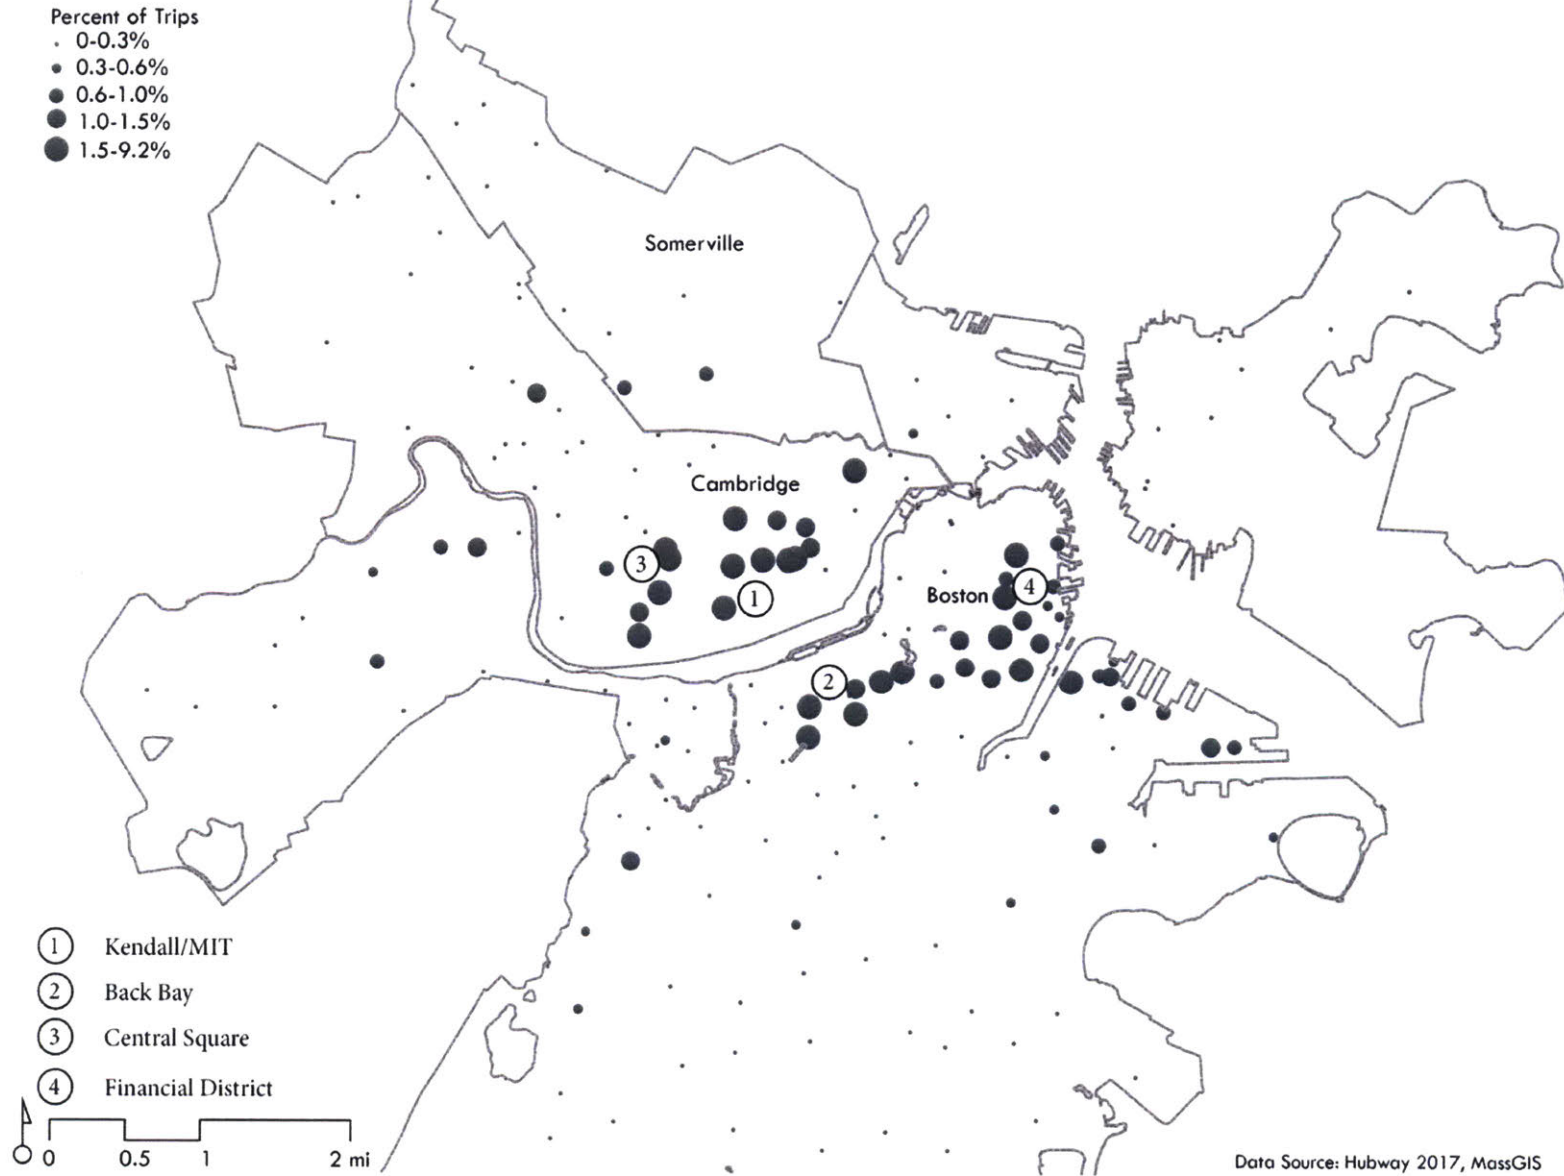 Percent of Trips
0-0.3%
0.3-0.6%
0.6-1.0%
1.0-1.5%
1.5-9.2%
Somerville
Cambridge
3
1
Boston
4
2
1 Kendall/MIT
2 Back Bay
3 Central Square
4 Financial District
0 0.5 1 2 mi
Data Source: Hubway 2017, MassGIS